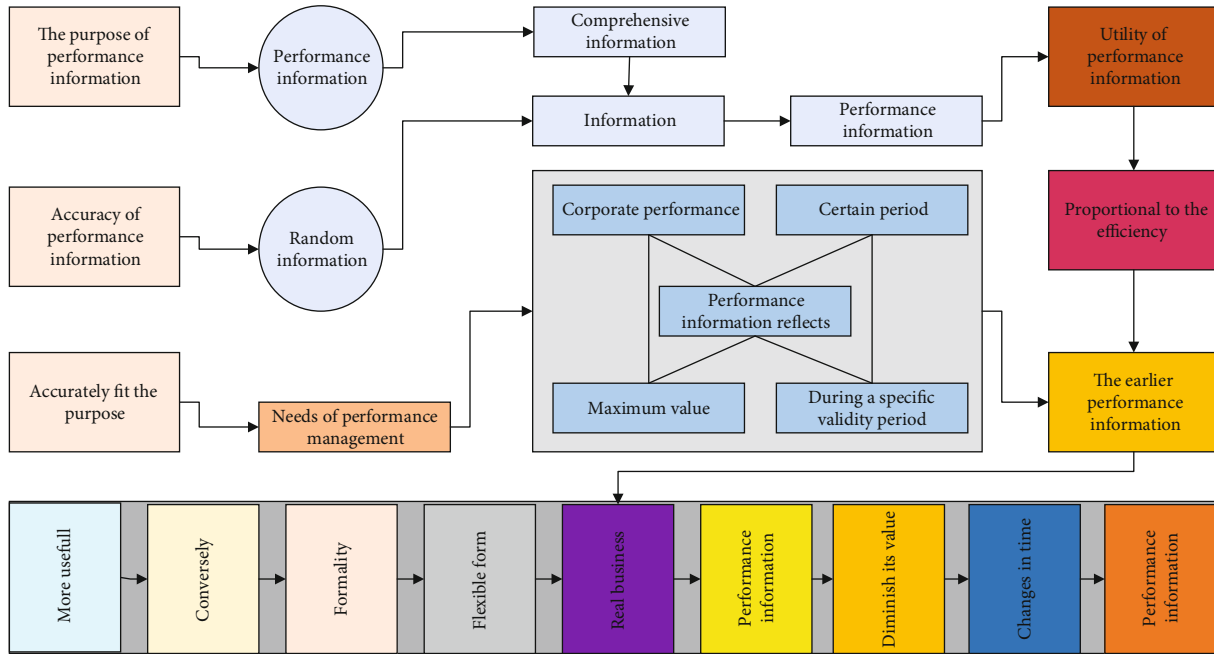 The purpose of
performance
information
Performance
information
Comprehensive
information
Utility of
performance
information
Information
Performance
information
Accuracy of
performance
information
Random
information
Corporate performance
Certain period
Proportional to the
efficiency
Performance
information reflects
Accurately fit the
purpose
Needs of performance
management
Maximum value
During a specific
validity period
The earlier
performance
information
More usefull
Conversely
Formality
Flexible form
Real business
Performance
information
Diminish its value
Changes in time
Performance
information